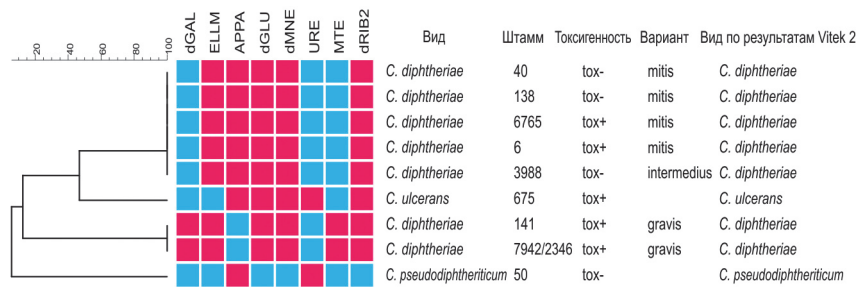 20 40 60 80 100 dGAL ELLM APPA dGLU dMNE URE MTE dRIB2 Вид Штамм Токсигенность Вариант Вид по результатам Vitek 2
C. diphtheriae 40 tox- mitis C. diphtheriae
C. diphtheriae 138 tox- mitis C. diphtheriae
C. diphtheriae 6765 tox+ mitis C. diphtheriae
C. diphtheriae 6 tox+ mitis C. diphtheriae
C. diphtheriae 3988 tox- intermedius C. diphtheriae
C. ulcerans 675 tox+ C. ulcerans
C. diphtheriae 141 tox+ gravis C. diphtheriae
C. diphtheriae 7942/2346 tox+ gravis C. diphtheriae
C. pseudodiphtheriticum 50 tox- C. pseudodiphtheriticum